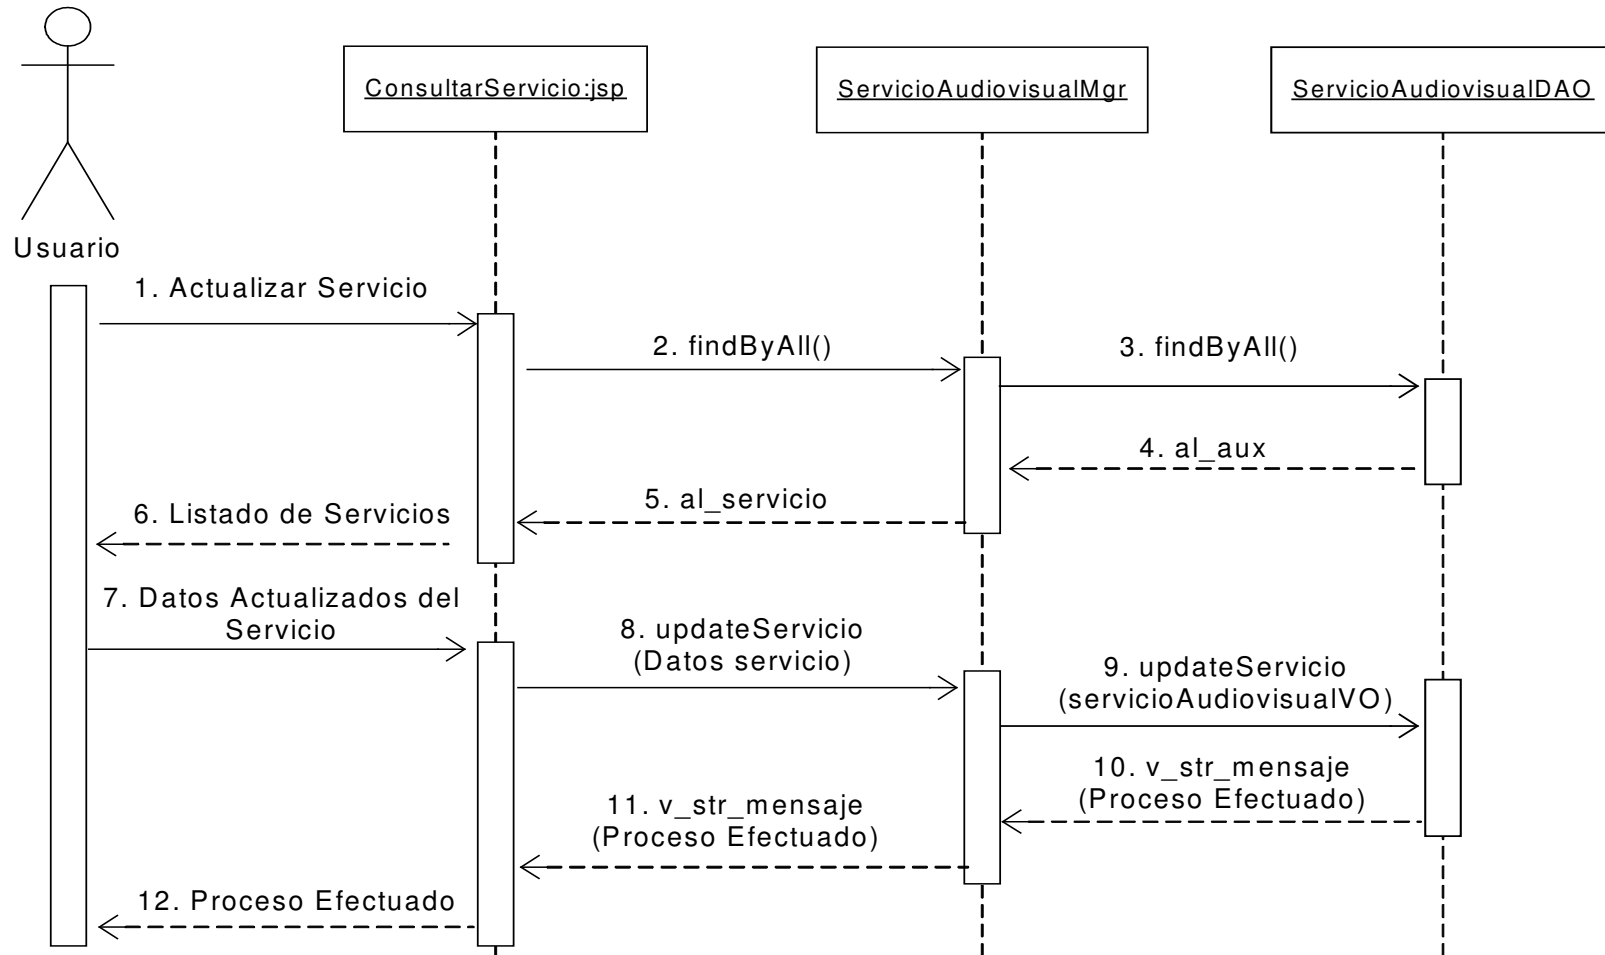 ConsultarServicio:jsp
ServicioAudiovisualMgr
ServicioAudiovisualDAO
Usuario
1. Actualizar Servicio
2. findByAll()
3. findByAll()
4. al_aux
5. al_servicio
6. Listado de Servicios
7. Datos Actualizados del
Servicio
8. updateServicio
(Datos servicio)
9. updateServicio
(servicioAudiovisualVO)
10. v_str_mensaje
(Proceso Efectuado)
11. v_str_mensaje
(Proceso Efectuado)
12. Proceso Efectuado